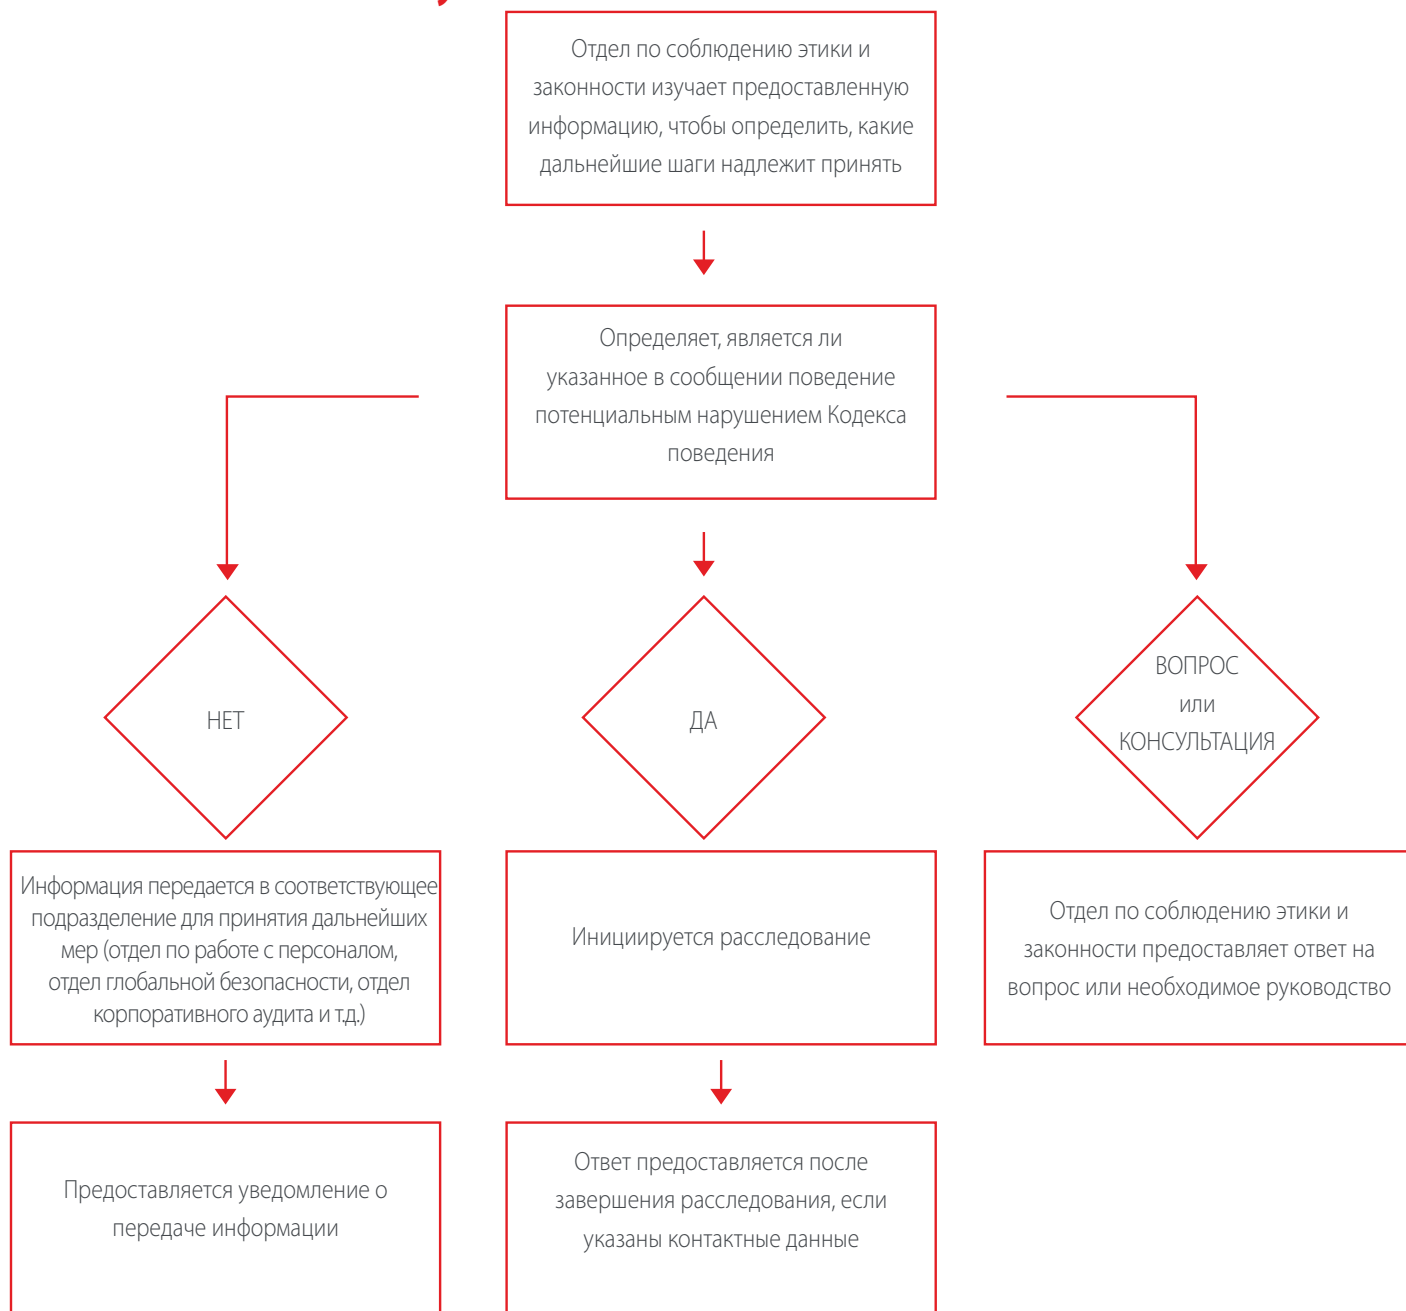 Отдел по соблюдению этики и
законности изучает предоставленную
информацию, чтобы определить, какие
дальнейшие шаги надлежит принять
Определяет, является ли
указанное в сообщении поведение
потенциальным нарушением Кодекса
поведения
НЕТ
ДА
ВОПРОС
или
КОНСУЛЬТАЦИЯ
Информация передается в соответствующее
подразделение для принятия дальнейших
мер (отдел по работе с персоналом,
отдел глобальной безопасности, отдел
корпоративного аудита и т.д.)
Инициируется расследование
Отдел по соблюдению этики и
законности предоставляет ответ на
вопрос или необходимое руководство
Предоставляется уведомление о
передаче информации
Ответ предоставляется после
завершения расследования, если
указаны контактные данные